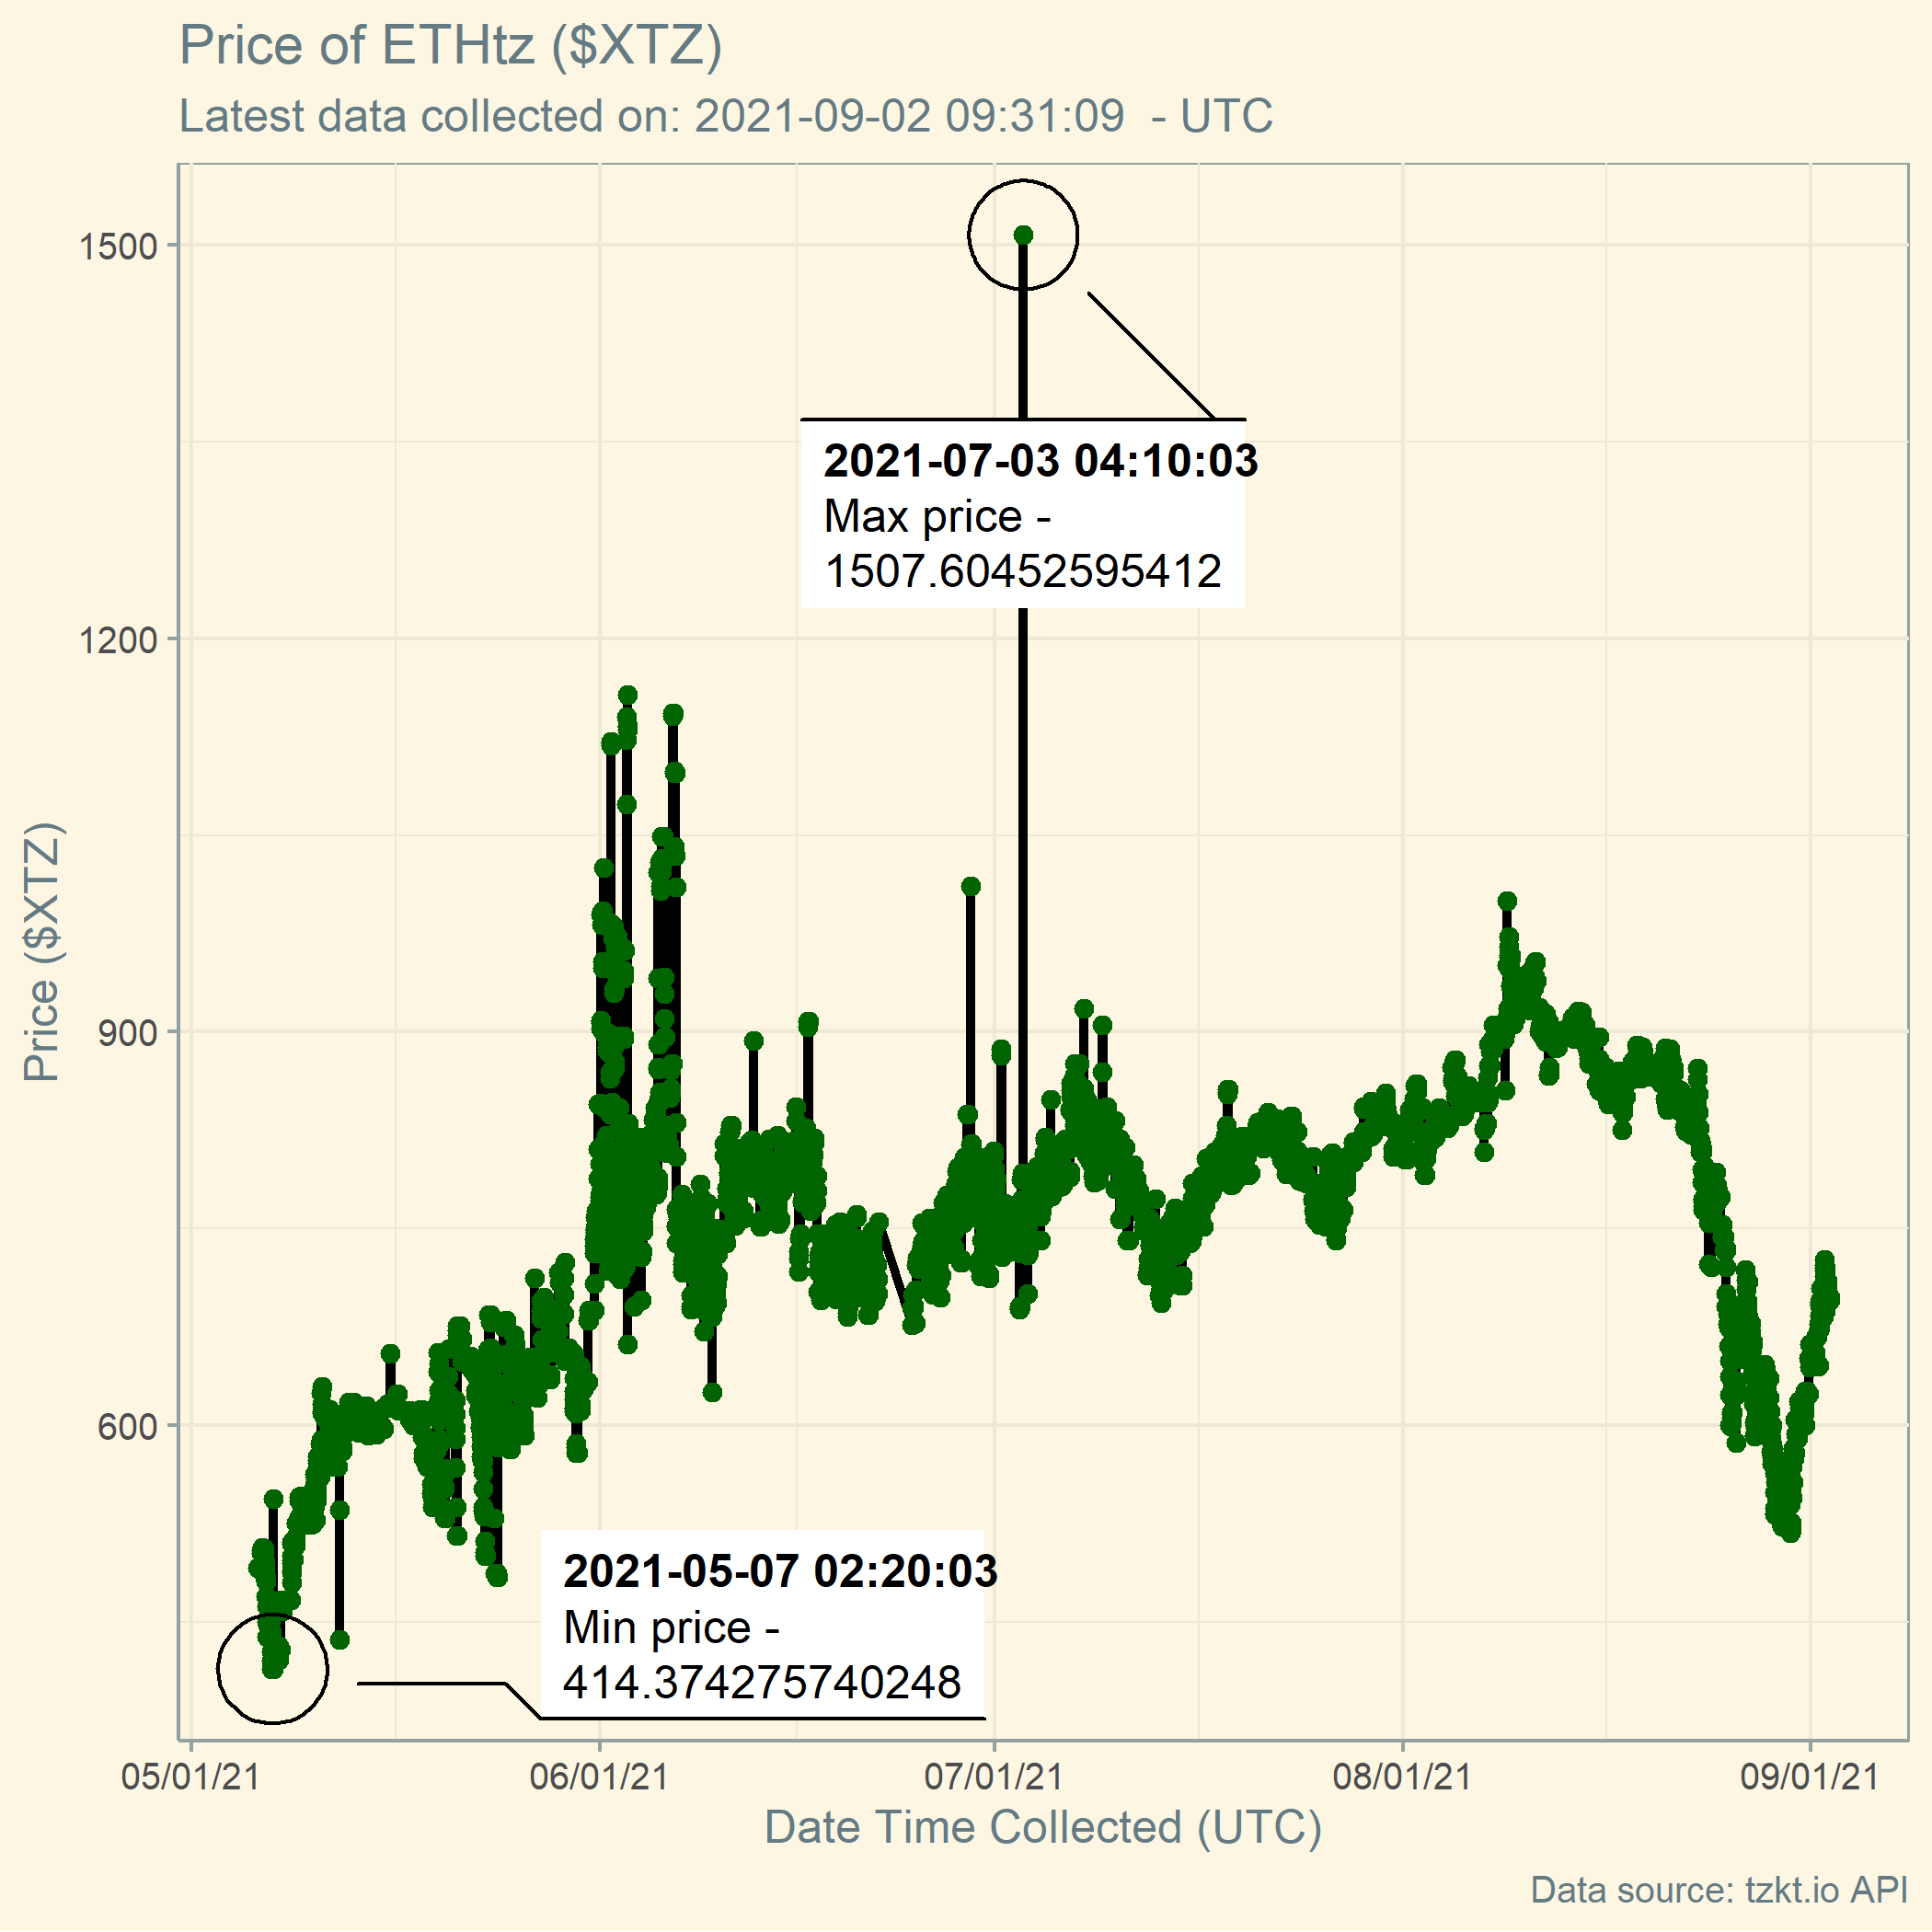 Price of ETHtz ($XTZ)
Latest data collected on: 2021-09-02 09:31:09  - UTC
1500
1200
900
600
Price ($XTZ)
2021-07-03 04:10:03
Max price -
1507.60452595412
2021-05-07 02:20:03
Min price -
414.374275740248
05/01/21
06/01/21
07/01/21
08/01/21
09/01/21
Date Time Collected (UTC)
Data source: tzkt.io API